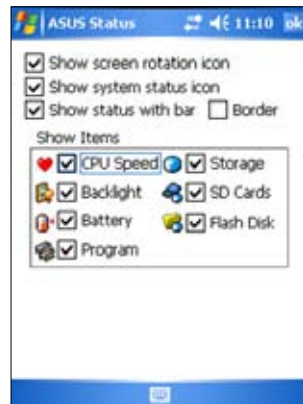 ASUS Status 11:10 ok
Show screen rotation icon
Show system status icon
Show status with bar Border
Show Items
CPU Speed Storage
Backlight SD Cards
Battery Flash Disk
Program